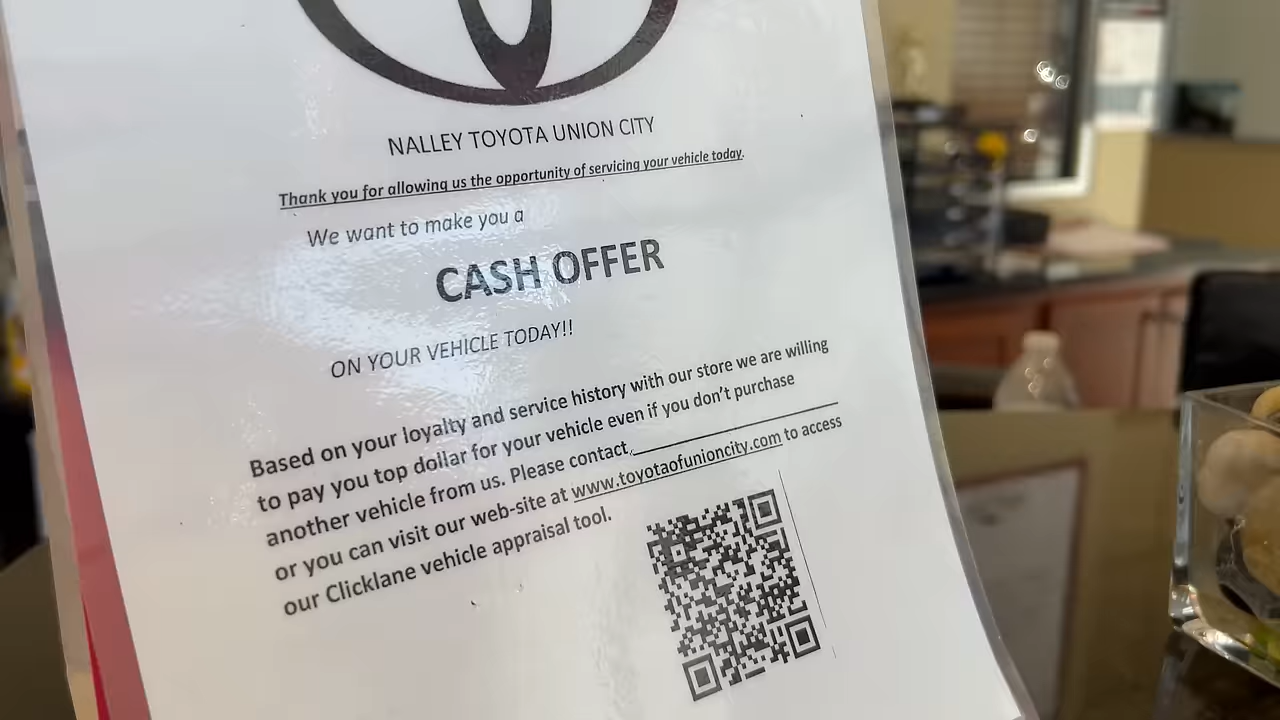 NALLEY TOYOTA UNION CITY
Thank you for allowing us the opportunity of servicing your vehicle today.
We want to make you a
CASH OFFER
ON YOUR VEHICLE TODAY!!
Based on your loyalty and service history with our store we are willing
to pay you top dollar for your vehicle even if you don't purchase
another vehicle from us. Please contact
or you can visit our web-site at www.toyotaofunioncity.com to access
our Clicklane vehicle appraisal tool.